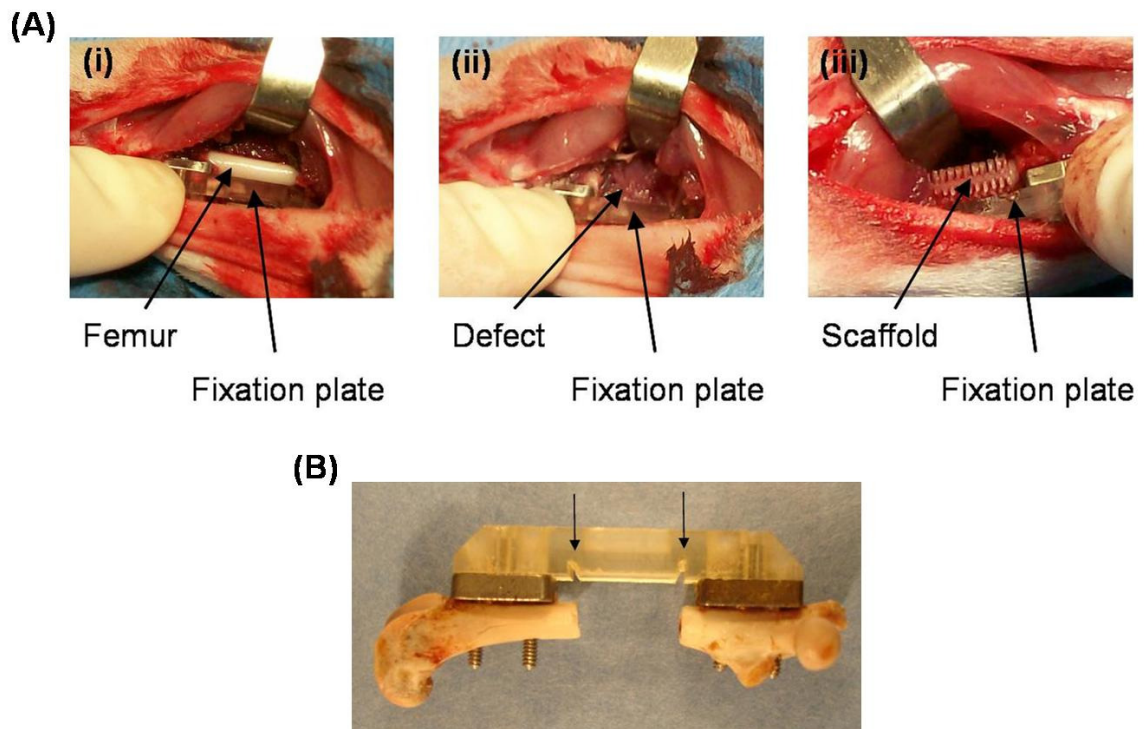 (A)
(i)
(ii)
(iii)
Femur
Fixation plate
Defect
Fixation plate
Scaffold
Fixation plate
(B)